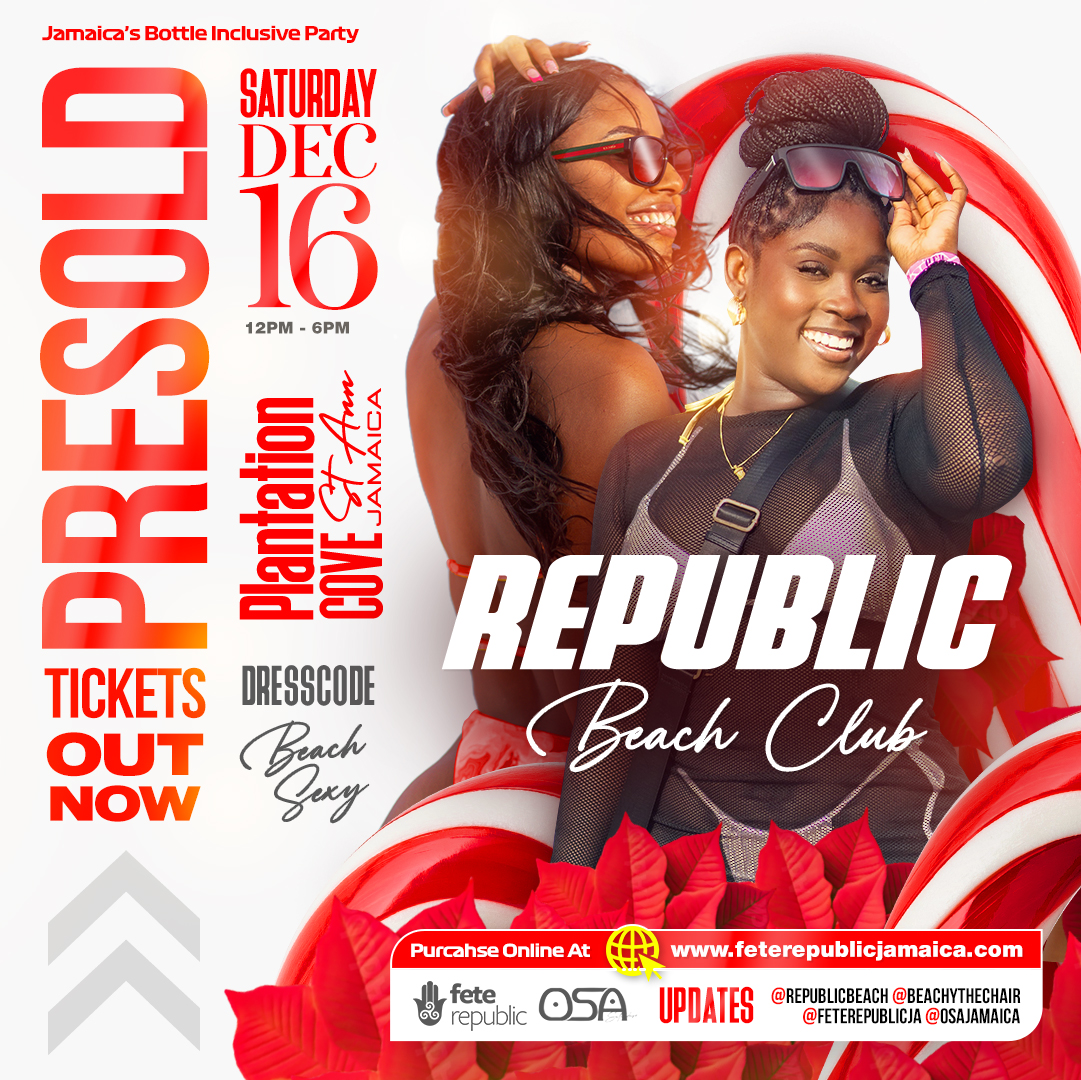 Jamaica's Bottle Inclusive Party
PRESOLD
TICKETS
OUT
NOW
SATURDAY
DEC
16
12PM - 6PM
Plantation
COVE
St Ann
JAMAICA
DRESSCODE
Beach
Sexy
REPUBLIC
Beach Club
Purcahse Online At www.feterepublicjamaica.com
fete
republic
OSA
UPDATES
@REPUBLICBEACH @BEACHYTHECHAIR
@FETEREPUBLICJA @OSAJAMAICA